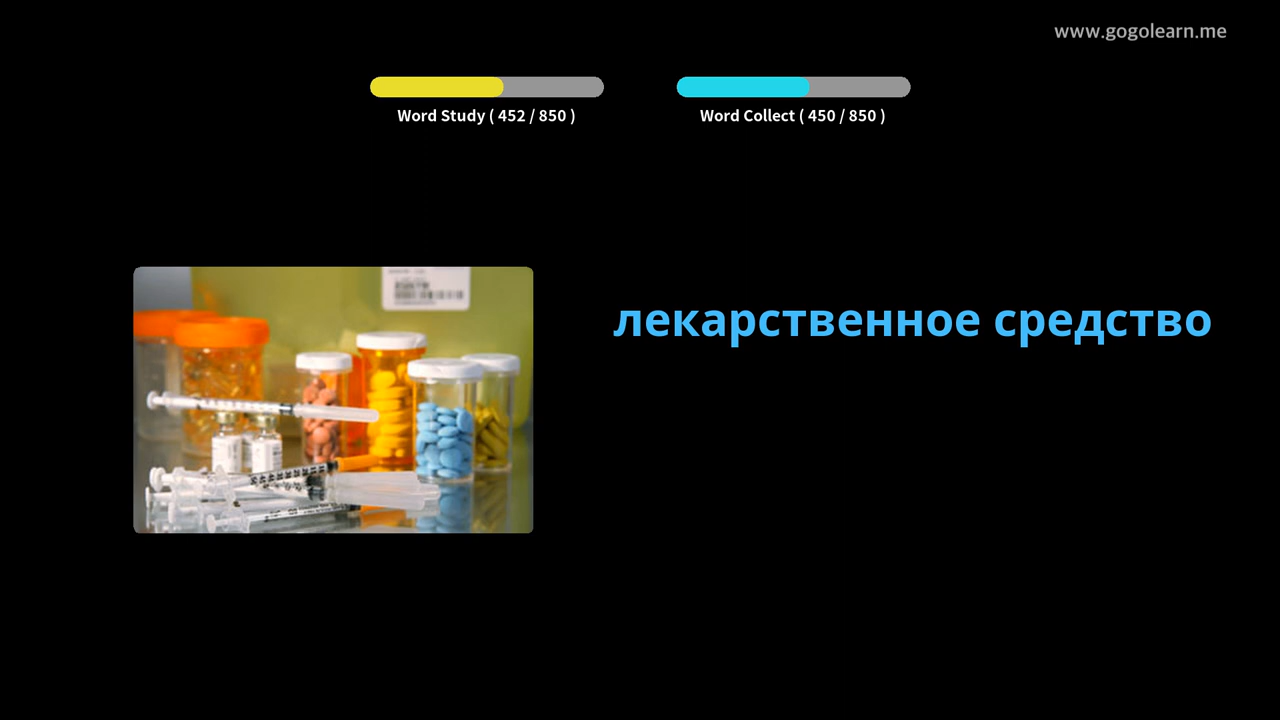 www.gogolearn.me
Word Study ( 452 / 850 )
Word Collect ( 450 / 850 )
лекарственное средство